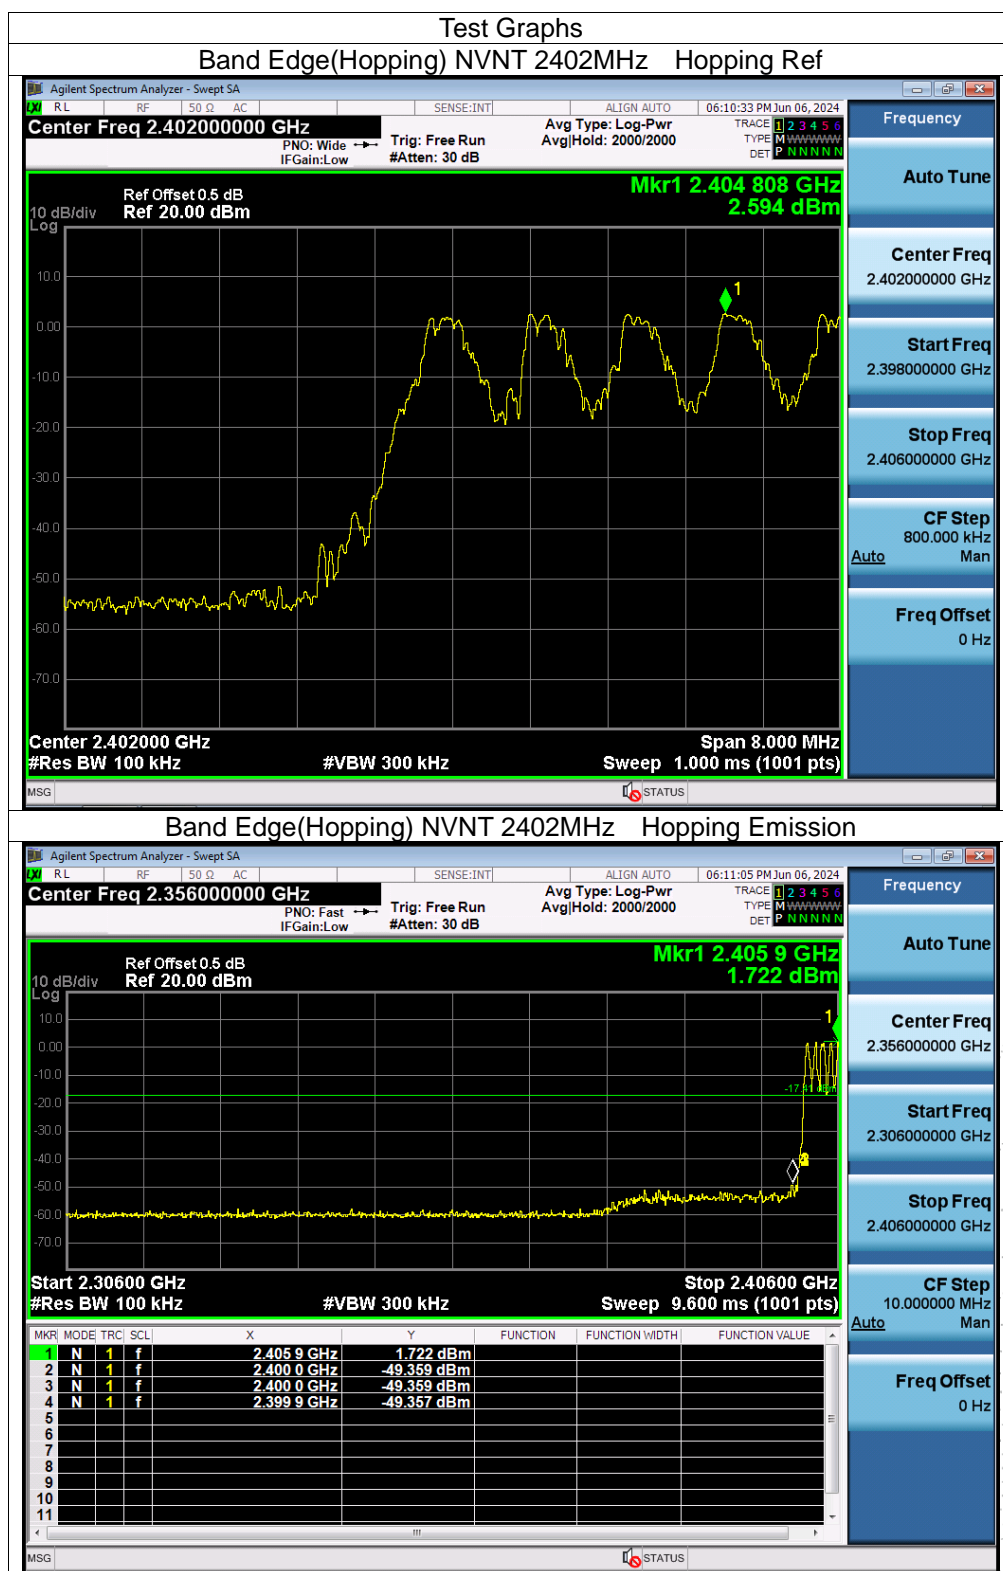 Test Graphs
Band Edge(Hopping) NVNT 2402MHz Hopping Ref
Agilent Spectrum Analyzer - Swept SA
LXI RL RF 50 Ω AC SENSE:INT ALIGN AUTO 06:10:33 PM Jun 06, 2024
Center Freq 2.402000000 GHz
PNO: Wide
IFGain:Low
Trig: Free Run
#Atten: 30 dB
Avg Type: Log-Pwr
Avg|Hold: 2000/2000
TRACE 1 2 3 4 5 6
TYPE M WWWWW
DET P N N N N N
Frequency
Auto Tune
Center Freq
2.402000000 GHz
Start Freq
2.398000000 GHz
Stop Freq
2.406000000 GHz
CF Step
800.000 kHz
Auto Man
Freq Offset
0 Hz
Mkr1 2.404 808 GHz
2.594 dBm
Ref Offset 0.5 dB
10 dB/div Ref 20.00 dBm
Log
10.0
0.00
-10.0
-20.0
-30.0
-40.0
-50.0
-60.0
-70.0
1
Center 2.402000 GHz Span 8.000 MHz
#Res BW 100 kHz #VBW 300 kHz Sweep 1.000 ms (1001 pts)
MSG STATUS
Band Edge(Hopping) NVNT 2402MHz Hopping Emission
Agilent Spectrum Analyzer - Swept SA
LXI RL RF 50 Ω AC SENSE:INT ALIGN AUTO 06:11:05 PM Jun 06, 2024
Center Freq 2.356000000 GHz
PNO: Fast
IFGain:Low
Trig: Free Run
#Atten: 30 dB
Avg Type: Log-Pwr
Avg|Hold: 2000/2000
TRACE 1 2 3 4 5 6
TYPE M WWWWW
DET P N N N N N
Frequency
Auto Tune
Center Freq
2.356000000 GHz
Start Freq
2.306000000 GHz
Stop Freq
2.406000000 GHz
CF Step
10.000000 MHz
Auto Man
Freq Offset
0 Hz
Mkr1 2.405 9 GHz
1.722 dBm
Ref Offset 0.5 dB
10 dB/div Ref 20.00 dBm
Log
10.0
0.00
-10.0
-20.0
-30.0
-40.0
-50.0
-60.0
-70.0
1
-17.41 dBm
Start 2.30600 GHz Stop 2.40600 GHz
#Res BW 100 kHz #VBW 300 kHz Sweep 9.600 ms (1001 pts)
MKR MODE TRC SCL X Y FUNCTION FUNCTION WIDTH FUNCTION VALUE
1 N 1 f 2.405 9 GHz 1.722 dBm
2 N 1 f 2.400 0 GHz -49.359 dBm
3 N 1 f 2.400 0 GHz -49.359 dBm
4 N 1 f 2.399 9 GHz -49.357 dBm
5
6
7
8
9
10
11
MSG STATUS